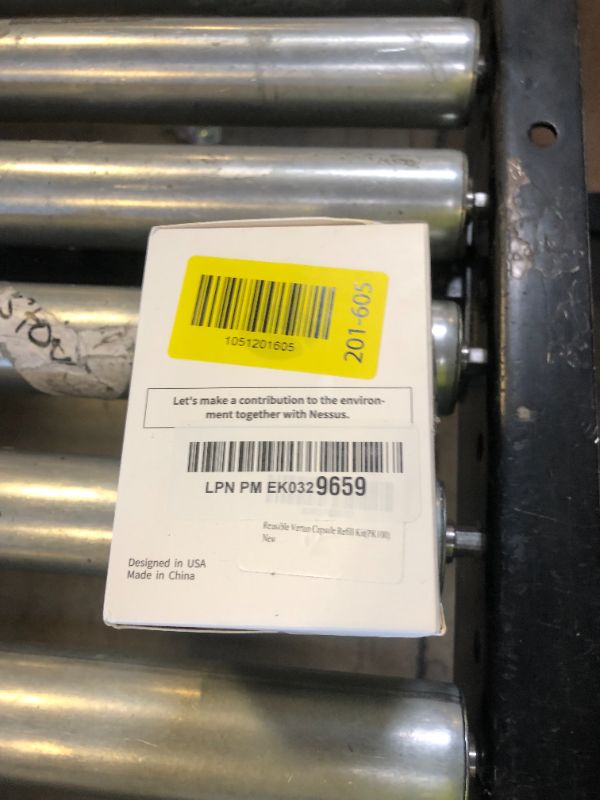 1051201605
201-605
Let's make a contribution to the environ-
ment together with Nessus.
LPN PM EK0329659
Reusible Vertuo Capsule Refill Kit(PK100)
New
Designed in USA
Made in China